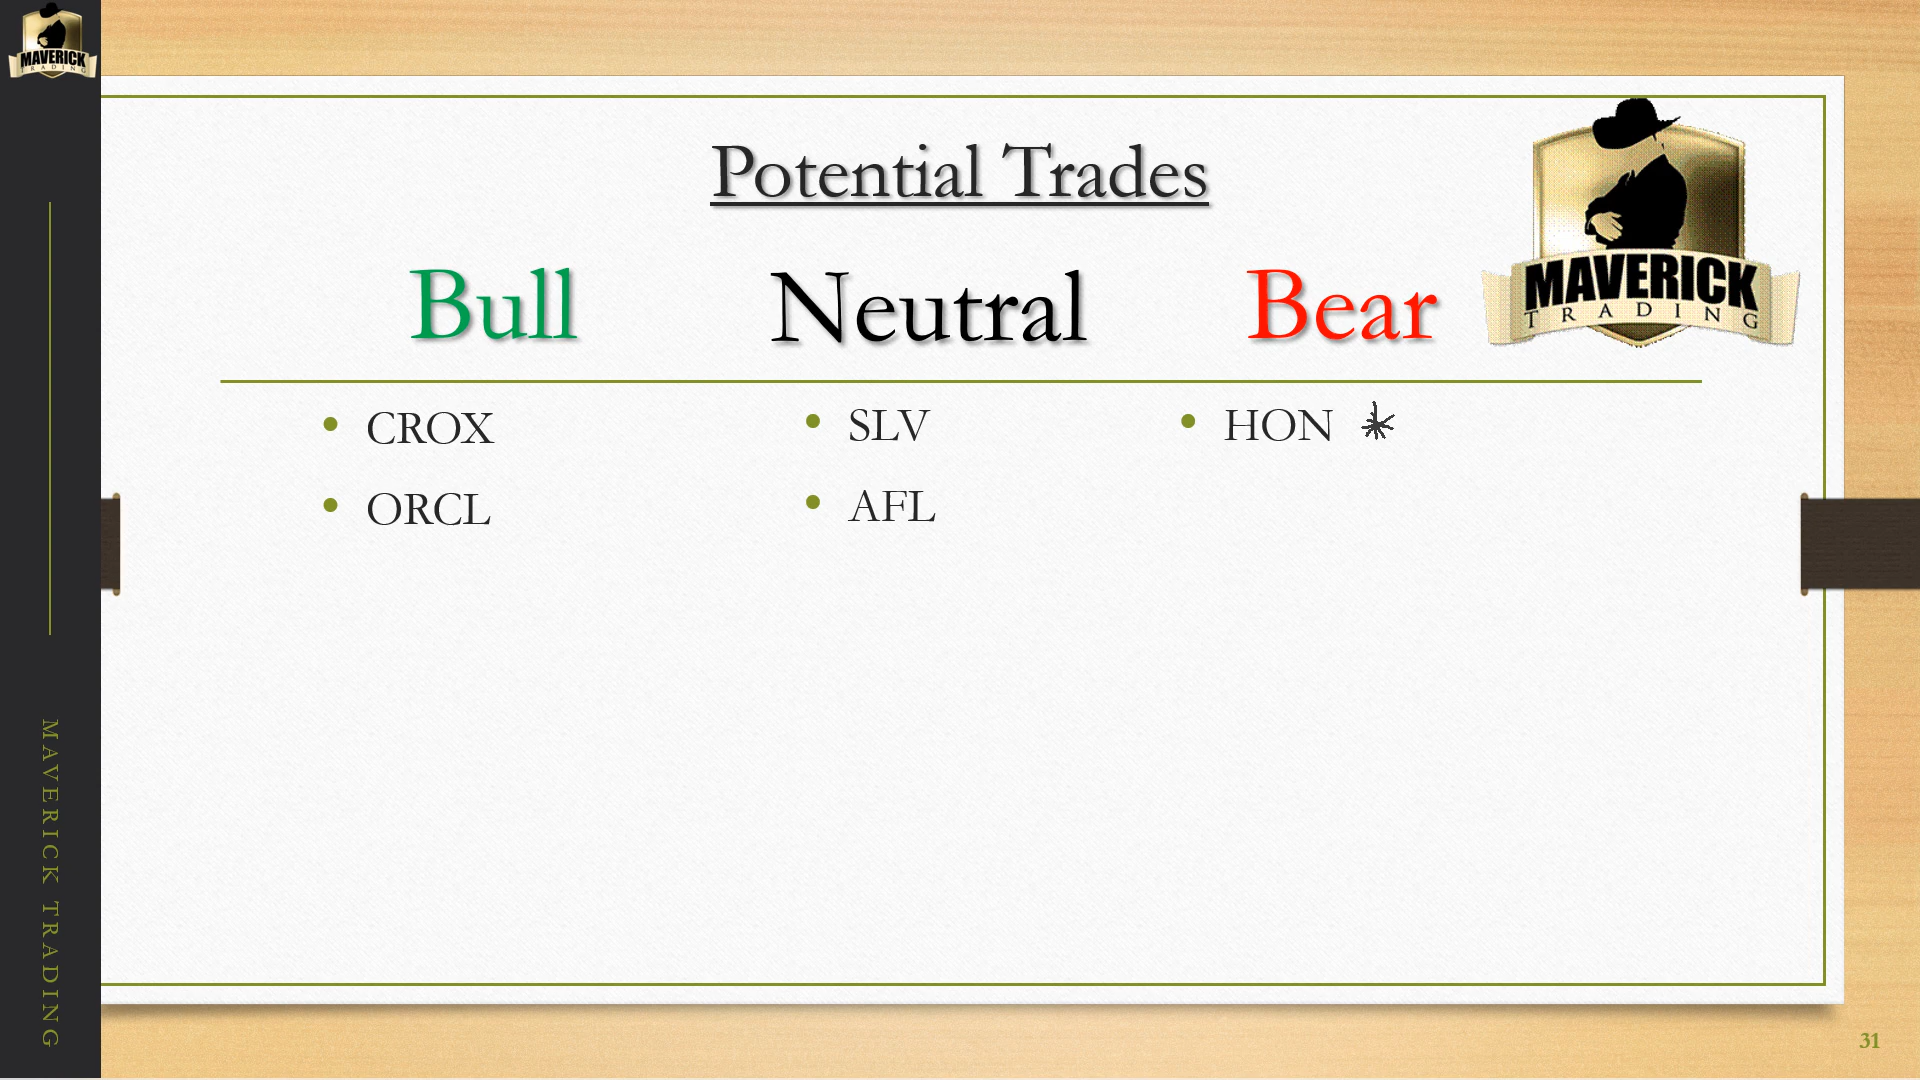 MAVERICK
TRADING
Potential Trades
MAVERICK
TRADING
Bull
Neutral
Bear
• CROX
• ORCL
• SLV
• AFL
• HON *
MAVERICK TRADING
31